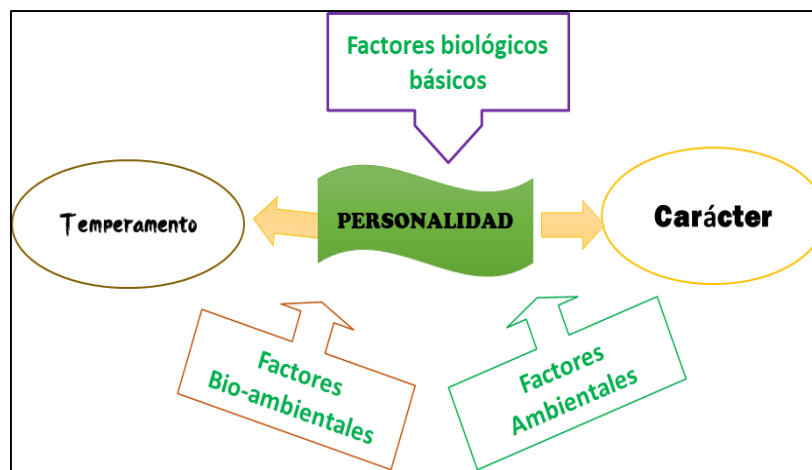 Factores biológicos
básicos
Temperamento
PERSONALIDAD
Carácter
Factores
Bio-ambientales
Factores
Ambientales